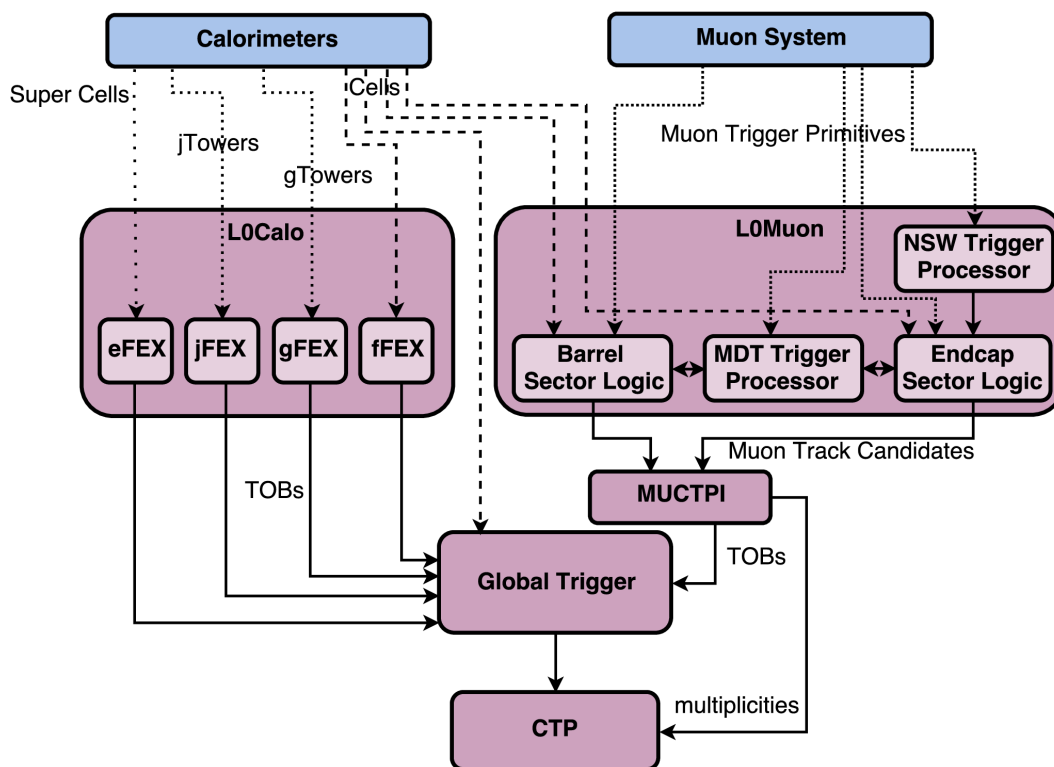 Calorimeters
Muon System
Super Cells
Cells
jTowers
Muon Trigger Primitives
gTowers
L0Calo
L0Muon
NSW Trigger
Processor
eFEX
jFEX
gFEX
fFEX
Barrel
Sector Logic
MDT Trigger
Processor
Endcap
Sector Logic
Muon Track Candidates
TOBs
MUCTPI
TOBs
Global Trigger
multiplicities
CTP